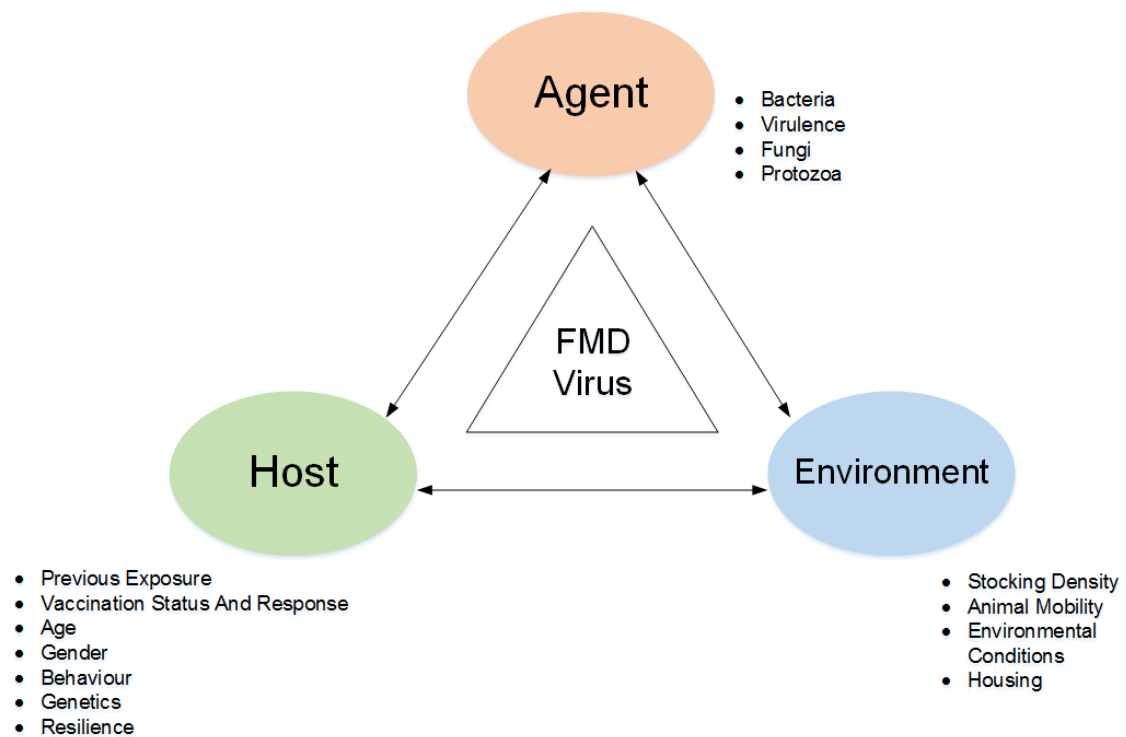 Agent
• Bacteria
• Virulence
• Fungi
• Protozoa
FMD
Virus
Host
Environment
• Previous Exposure
• Vaccination Status And Response
• Age
• Gender
• Behaviour
• Genetics
• Resilience
• Stocking Density
• Animal Mobility
• Environmental
Conditions
• Housing